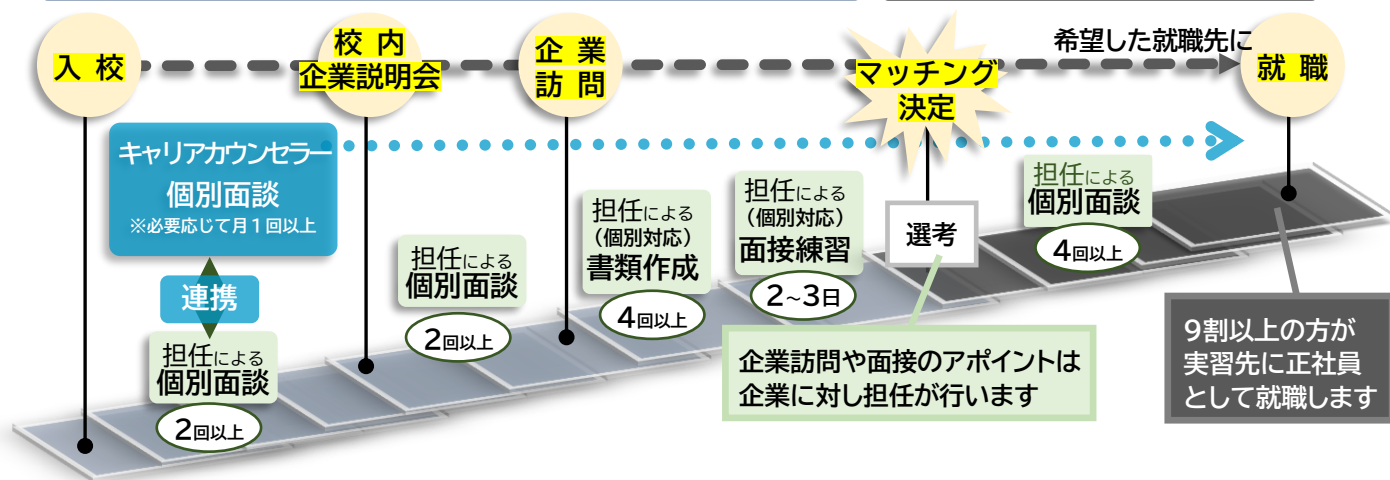 入 校
校 内
企業説明会
企 業
訪 問
マッチング
決定
希望した就職先に
就 職
キャリアカウンセラー
個別面談
※必要応じて月1回以上
連携
担任による
個別面談
2回以上
担任による
個別面談
2回以上
担任による
（個別対応）
書類作成
4回以上
担任による
（個別対応）
面接練習
2~3日
選考
担任による
個別面談
4回以上
企業訪問や面接のアポイントは
企業に対し担任が行います
9割以上の方が
実習先に正社員
として就職します